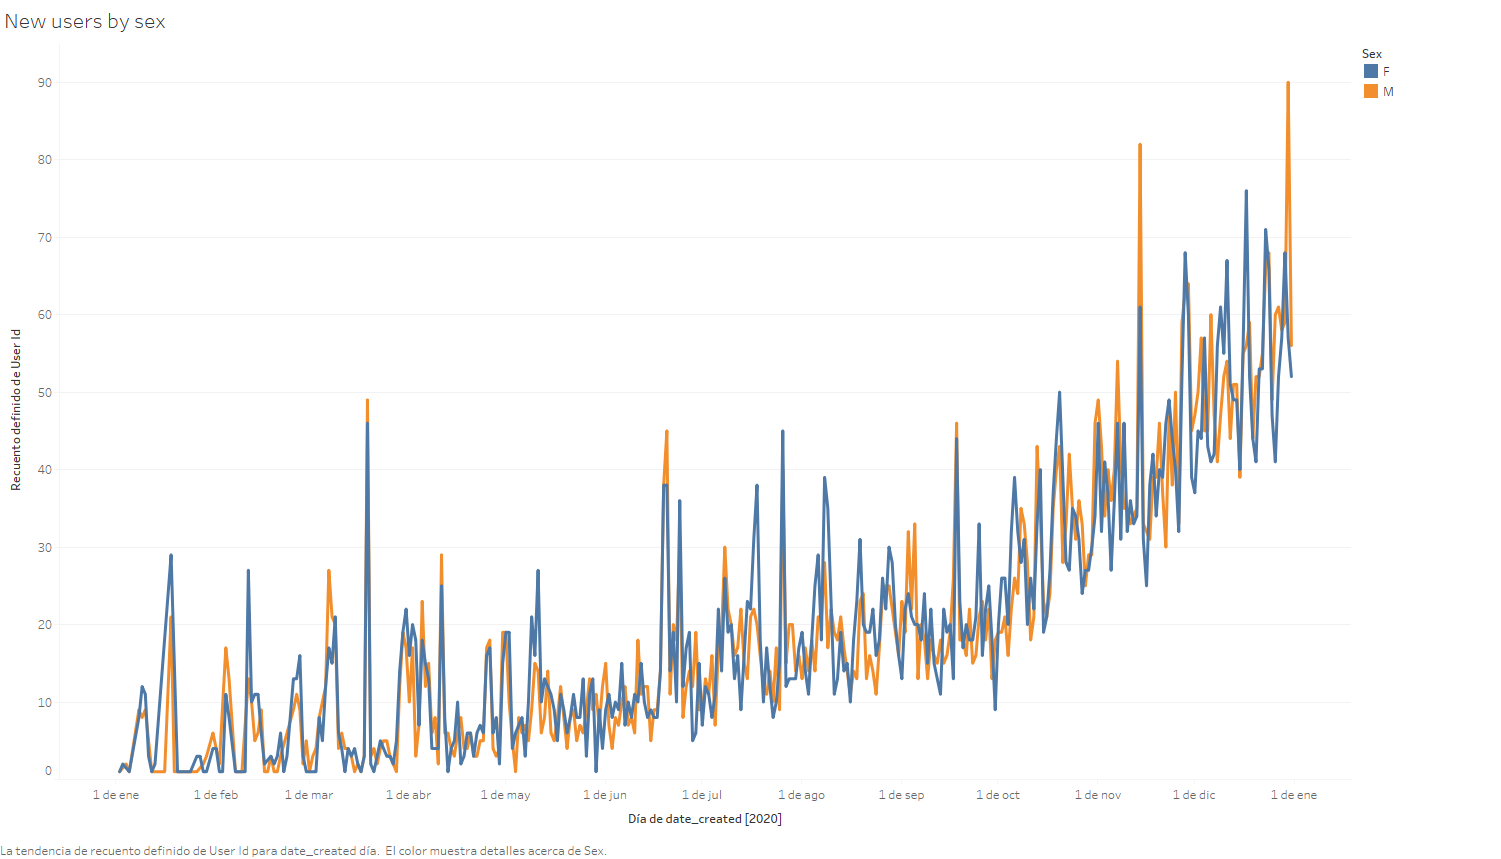 New users by sex
Sex
F
M
90
80
70
60
50
40
30
20
10
0
Recuento definido de User Id
1 de ene
1 de feb
1 de mar
1 de abr
1 de may
1 de jun
1 de jul
1 de ago
1 de sep
1 de oct
1 de nov
1 de dic
1 de ene
Día de date_created [2020]
La tendencia de recuento definido de User Id para date_created día. El color muestra detalles acerca de Sex.